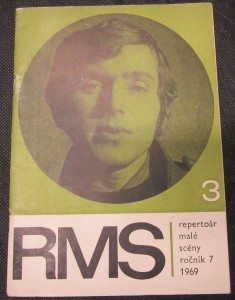 3
RMS
repertoár
malé
scény
ročník 7
1969